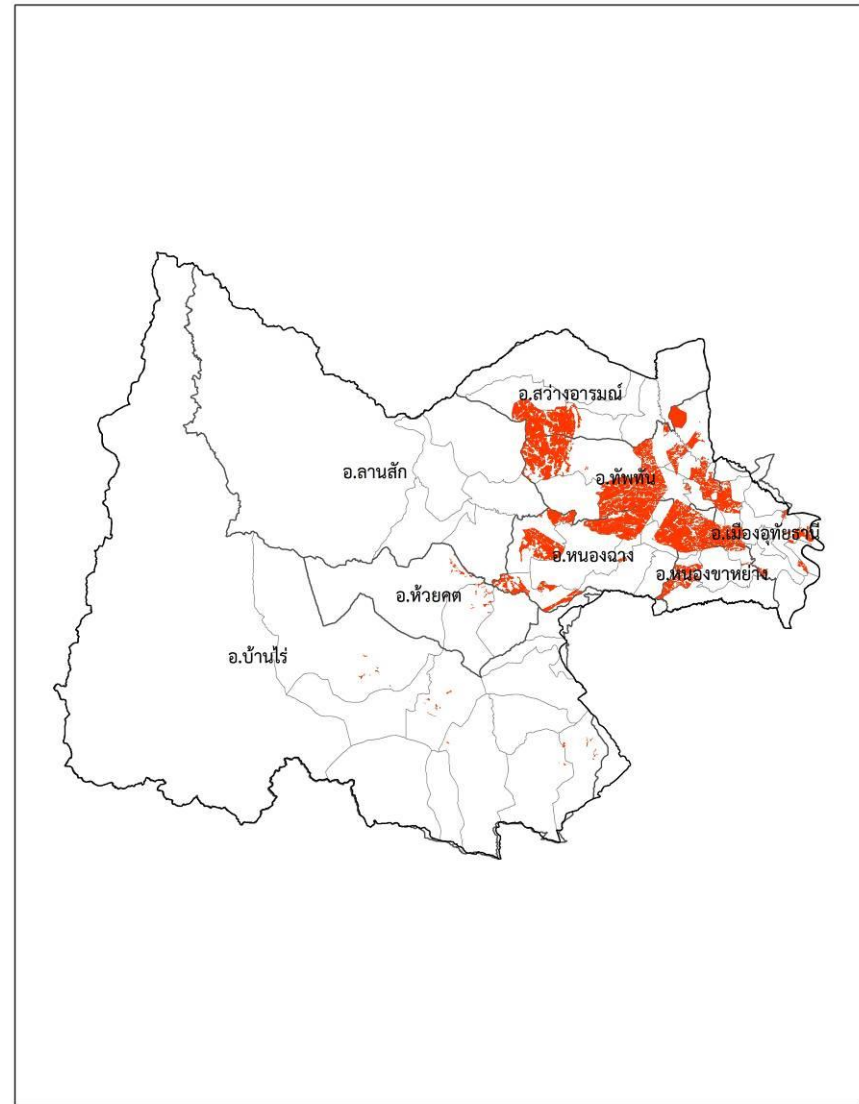 อ.สว่างอารมณ์
อ.ลานสัก
อ.ทัพทัน
อ.เมืองอุทัยธานี
อ.หนองฉาง
อ.หนองขาหย่าง
อ.ห้วยคต
อ.บ้านไร่